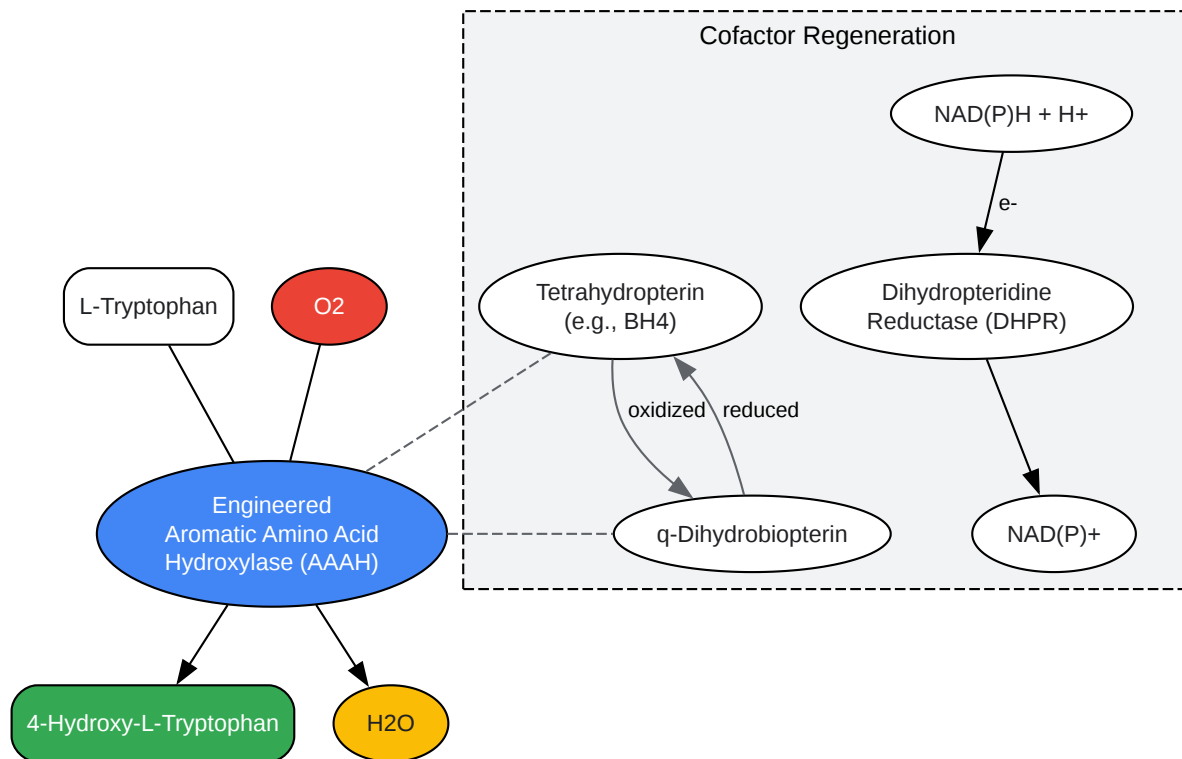 Cofactor Regeneration
NAD(P)H + H+
e-
L-Tryptophan
O2
Tetrahydropterin
(e.g., BH4)
Dihydropteridine
Reductase (DHPR)
oxidized
reduced
Engineered
Aromatic Amino Acid
Hydroxylase (AAAH)
q-Dihydrobiopterin
NAD(P)+
4-Hydroxy-L-Tryptophan
H2O